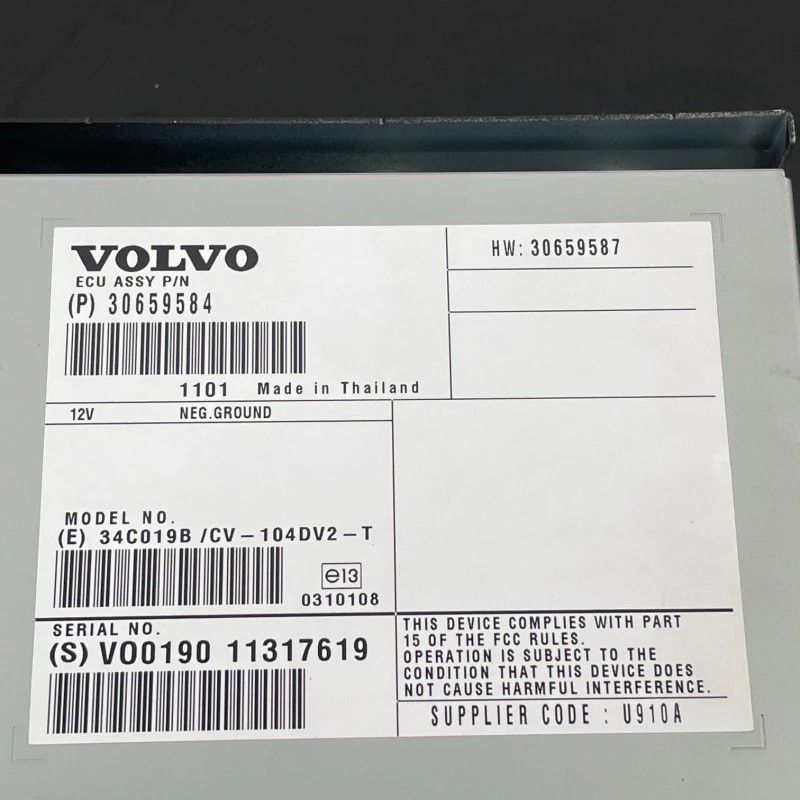 VOLVO
ECU ASSY P/N
(P) 30659584
1101 Made in Thailand
HW: 30659587
12V NEG.GROUND
MODEL NO.
(E) 34C019B /CV-104DV2-T
e13
0310108
SERIAL NO.
(S) VO0190 11317619
THIS DEVICE COMPLIES WITH PART
15 OF THE FCC RULES.
OPERATION IS SUBJECT TO THE
CONDITION THAT THIS DEVICE DOES
NOT CAUSE HARMFUL INTERFERENCE.
SUPPLIER CODE : U910A